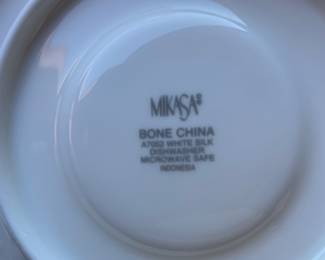 MIKASA®
BONE CHINA
A7052 WHITE SILK
DISHWASHER
MICROWAVE SAFE
INDONESIA